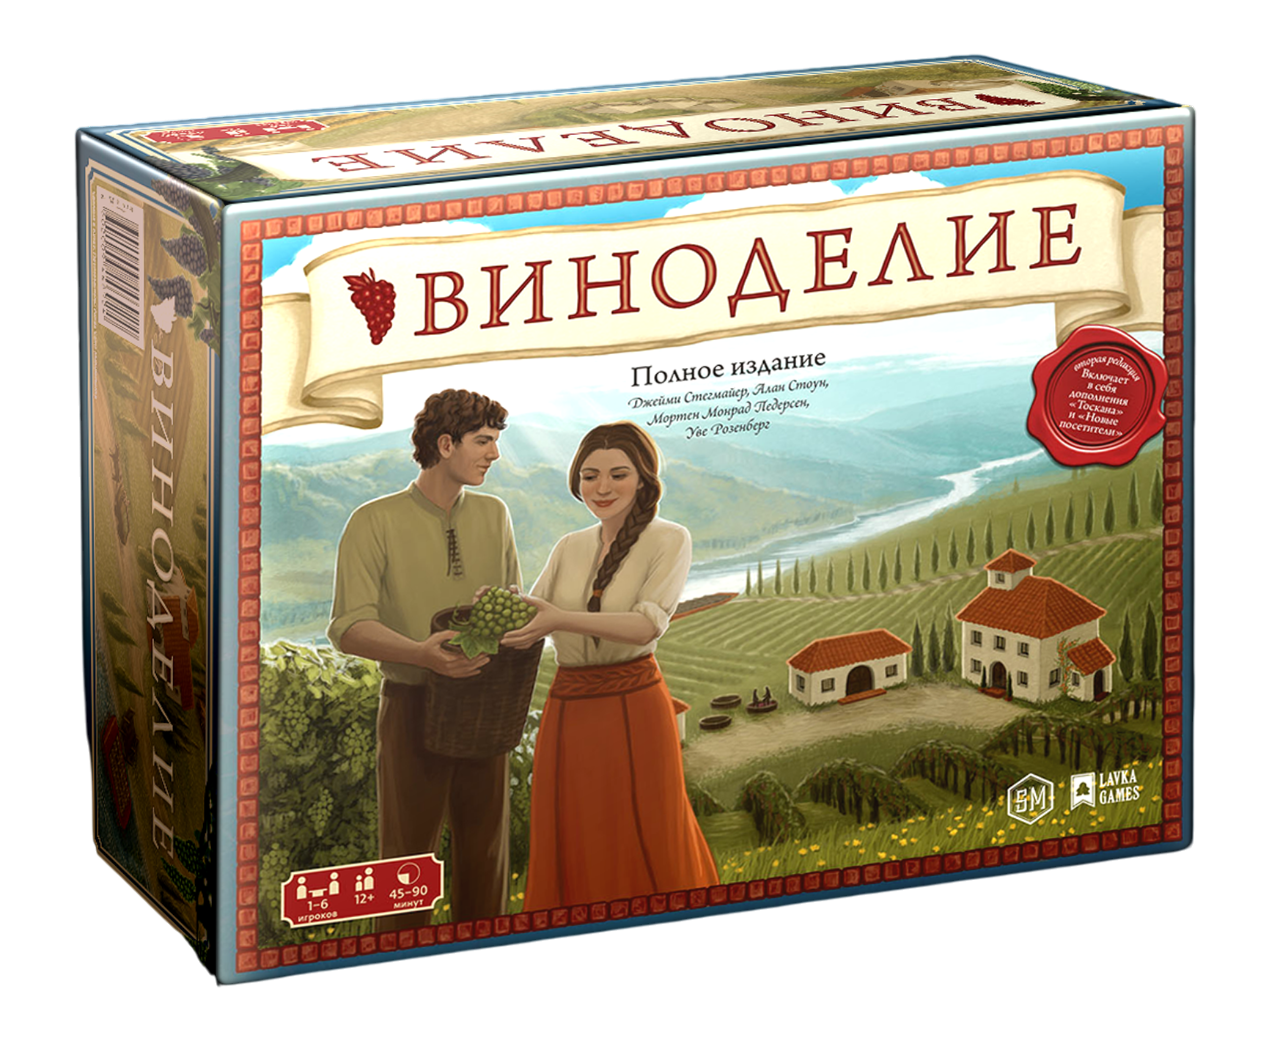 ВИНОДЕЛИЕ
ВИНОДЕЛИЕ
Полное издание
Джейми Стегмайер, Алан Стоун,
Мортен Монрад Педерсен,
Уве Розенберг
вторая редакция
Включает
в себя
дополнения
«Тоскана»
и «Новые
посетители»
ВИНОДЕЛИЕ
SM
LAVKA
GAMES
1–6
игроков
12+
45–90
минут